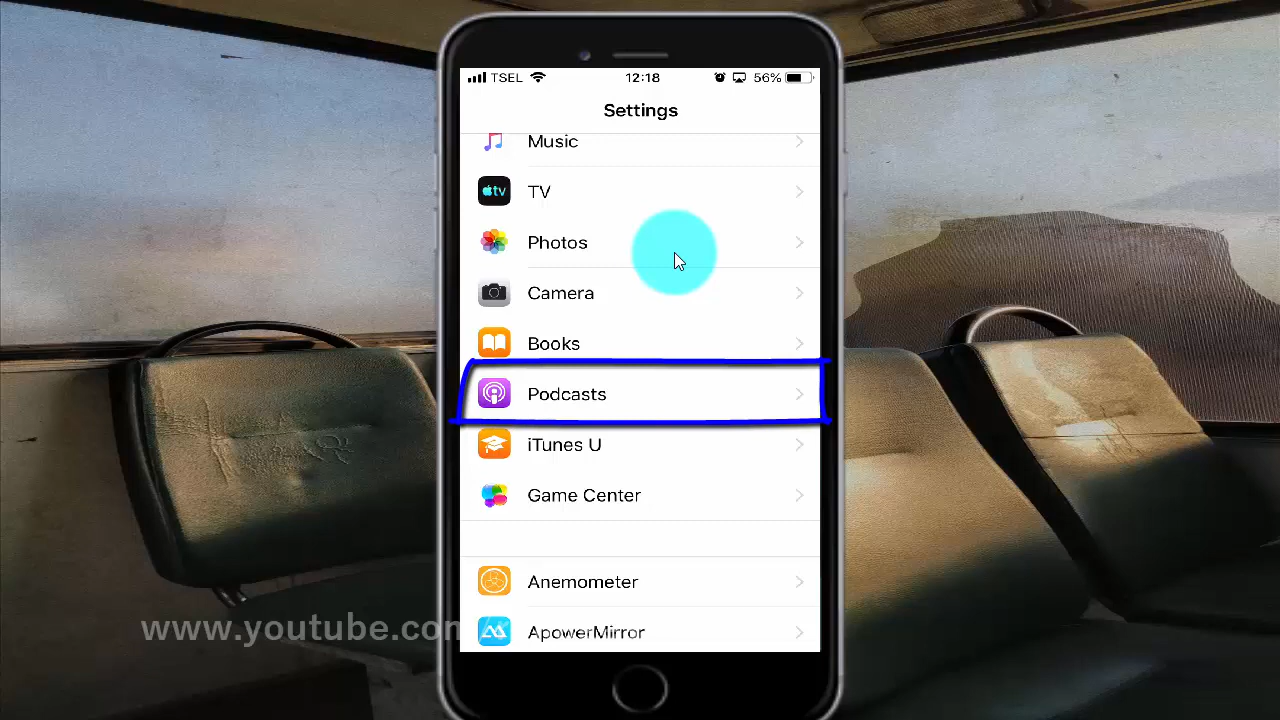 TSEL 12:18 56%
Settings
Music
tv TV
Photos
Camera
Books
Podcasts
iTunes U
Game Center
Anemometer
www.youtube.com
ApowerMirror